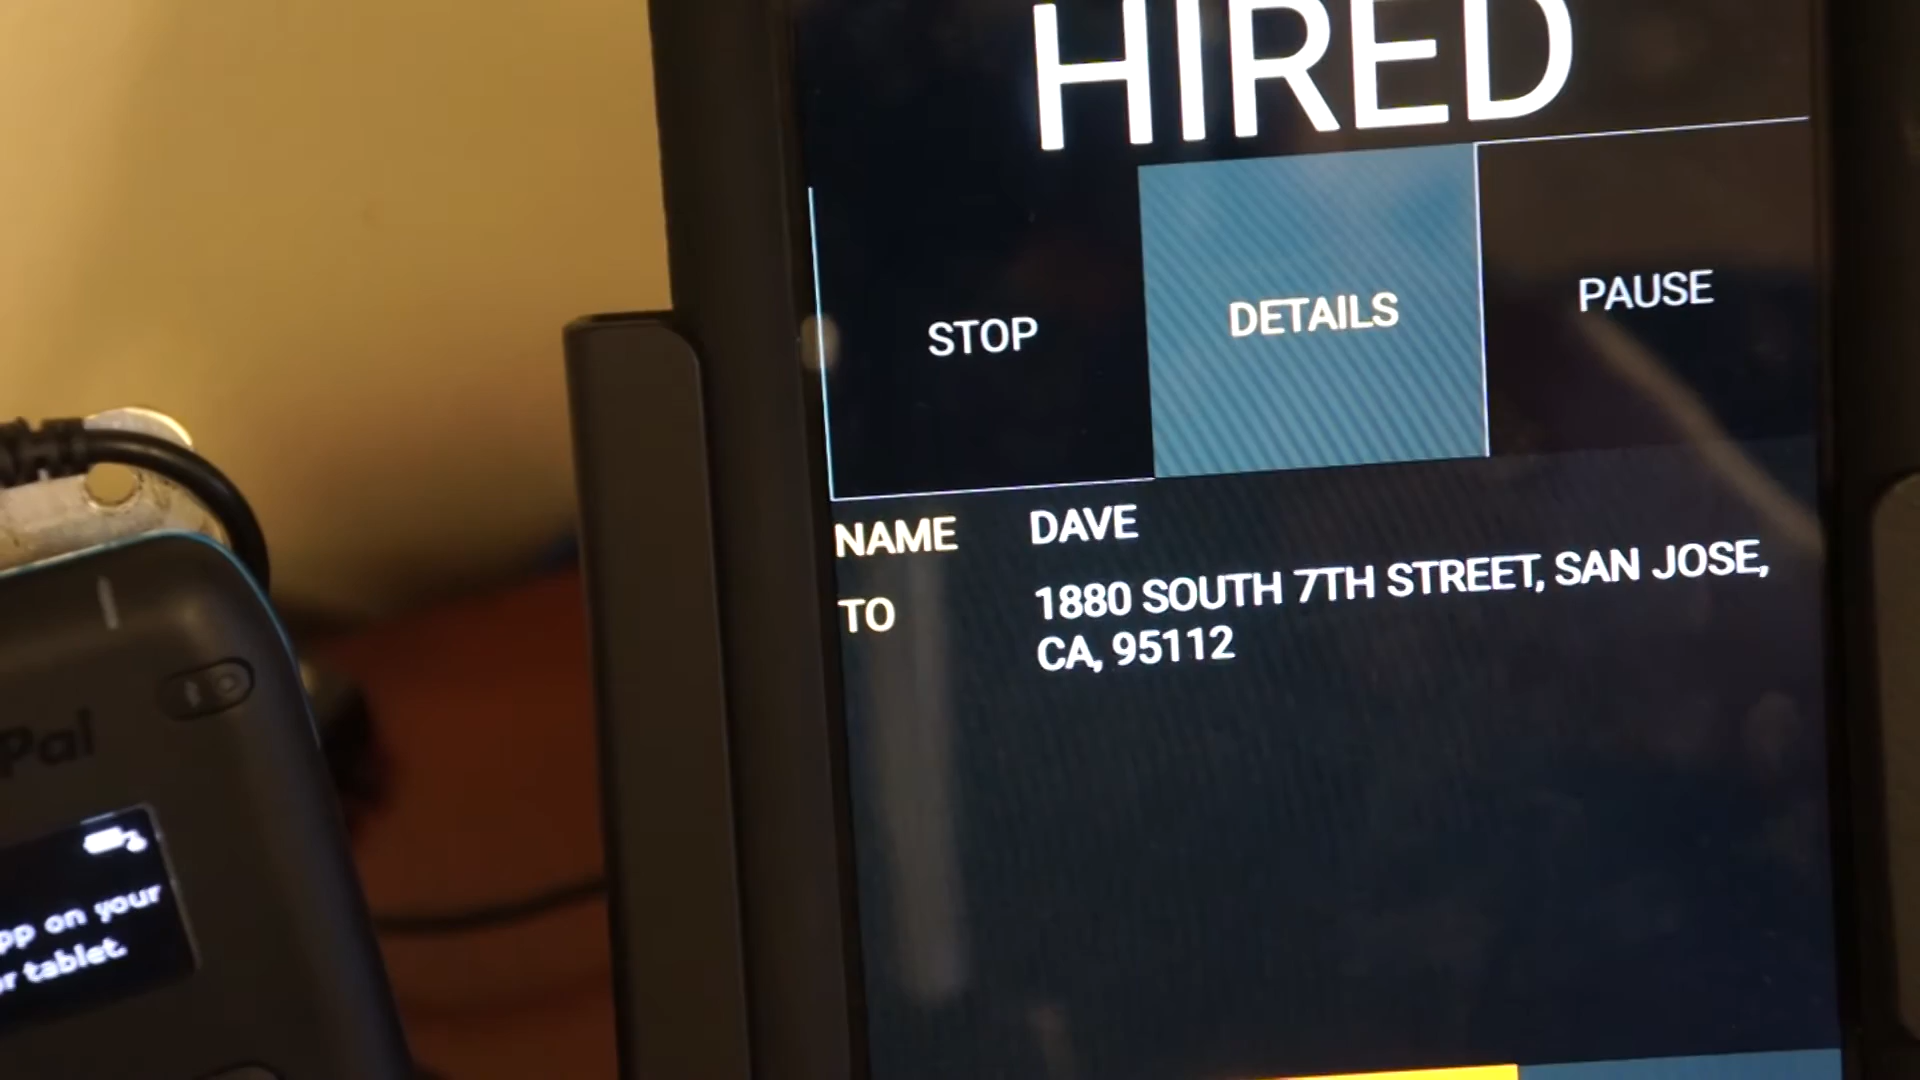 HIRED
STOP
DETAILS
PAUSE
NAME DAVE
TO 1880 SOUTH 7TH STREET, SAN JOSE,
CA, 95112
Pal
pp on your
r tablet.